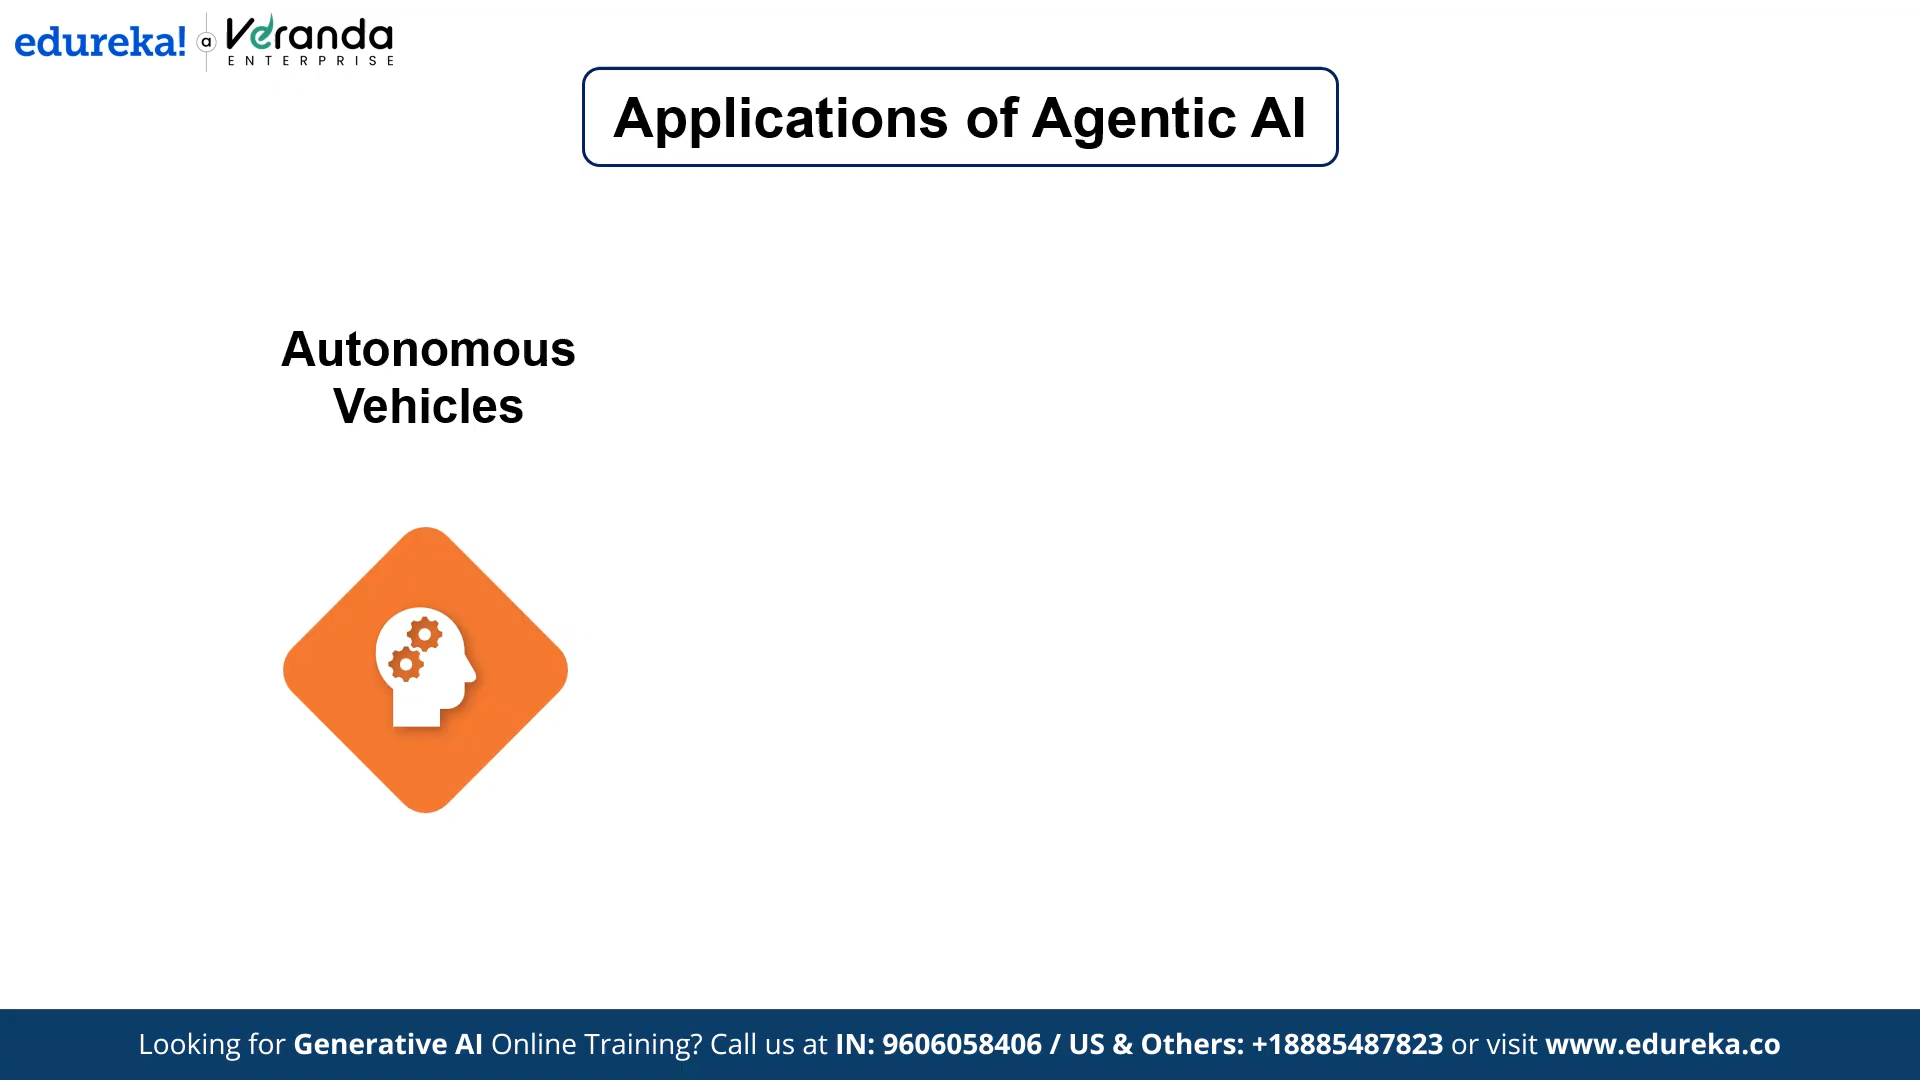 edureka! a Veranda
ENTERPRISE
Applications of Agentic AI
Autonomous
Vehicles
Looking for Generative AI Online Training? Call us at IN: 9606058406 / US & Others: +18885487823 or visit www.edureka.co